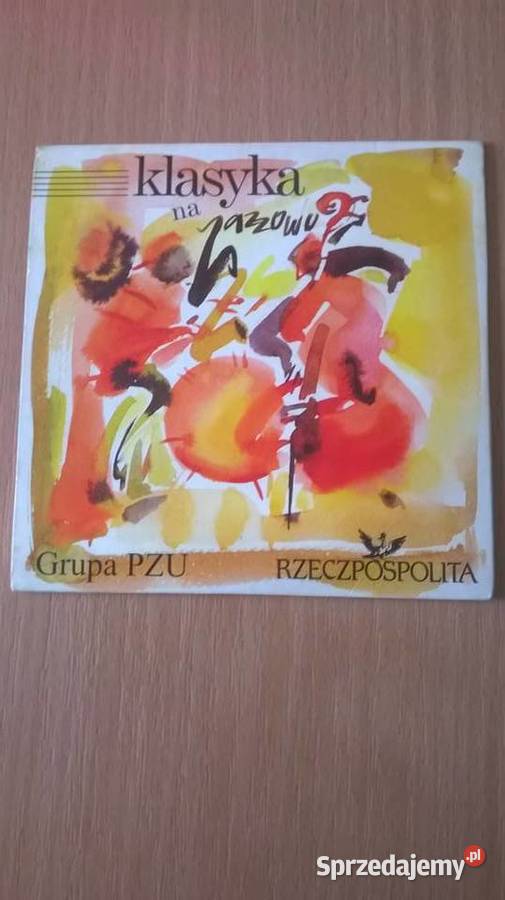 klasyka
na jazzowo
Grupa PZU
RZECZPOSPOLITA
Sprzedajemy.pl